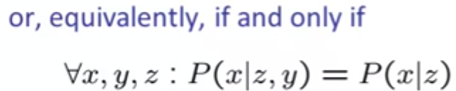 or, equivalently, if and only if
∀x, y, z : P(x|z, y) = P(x|z)